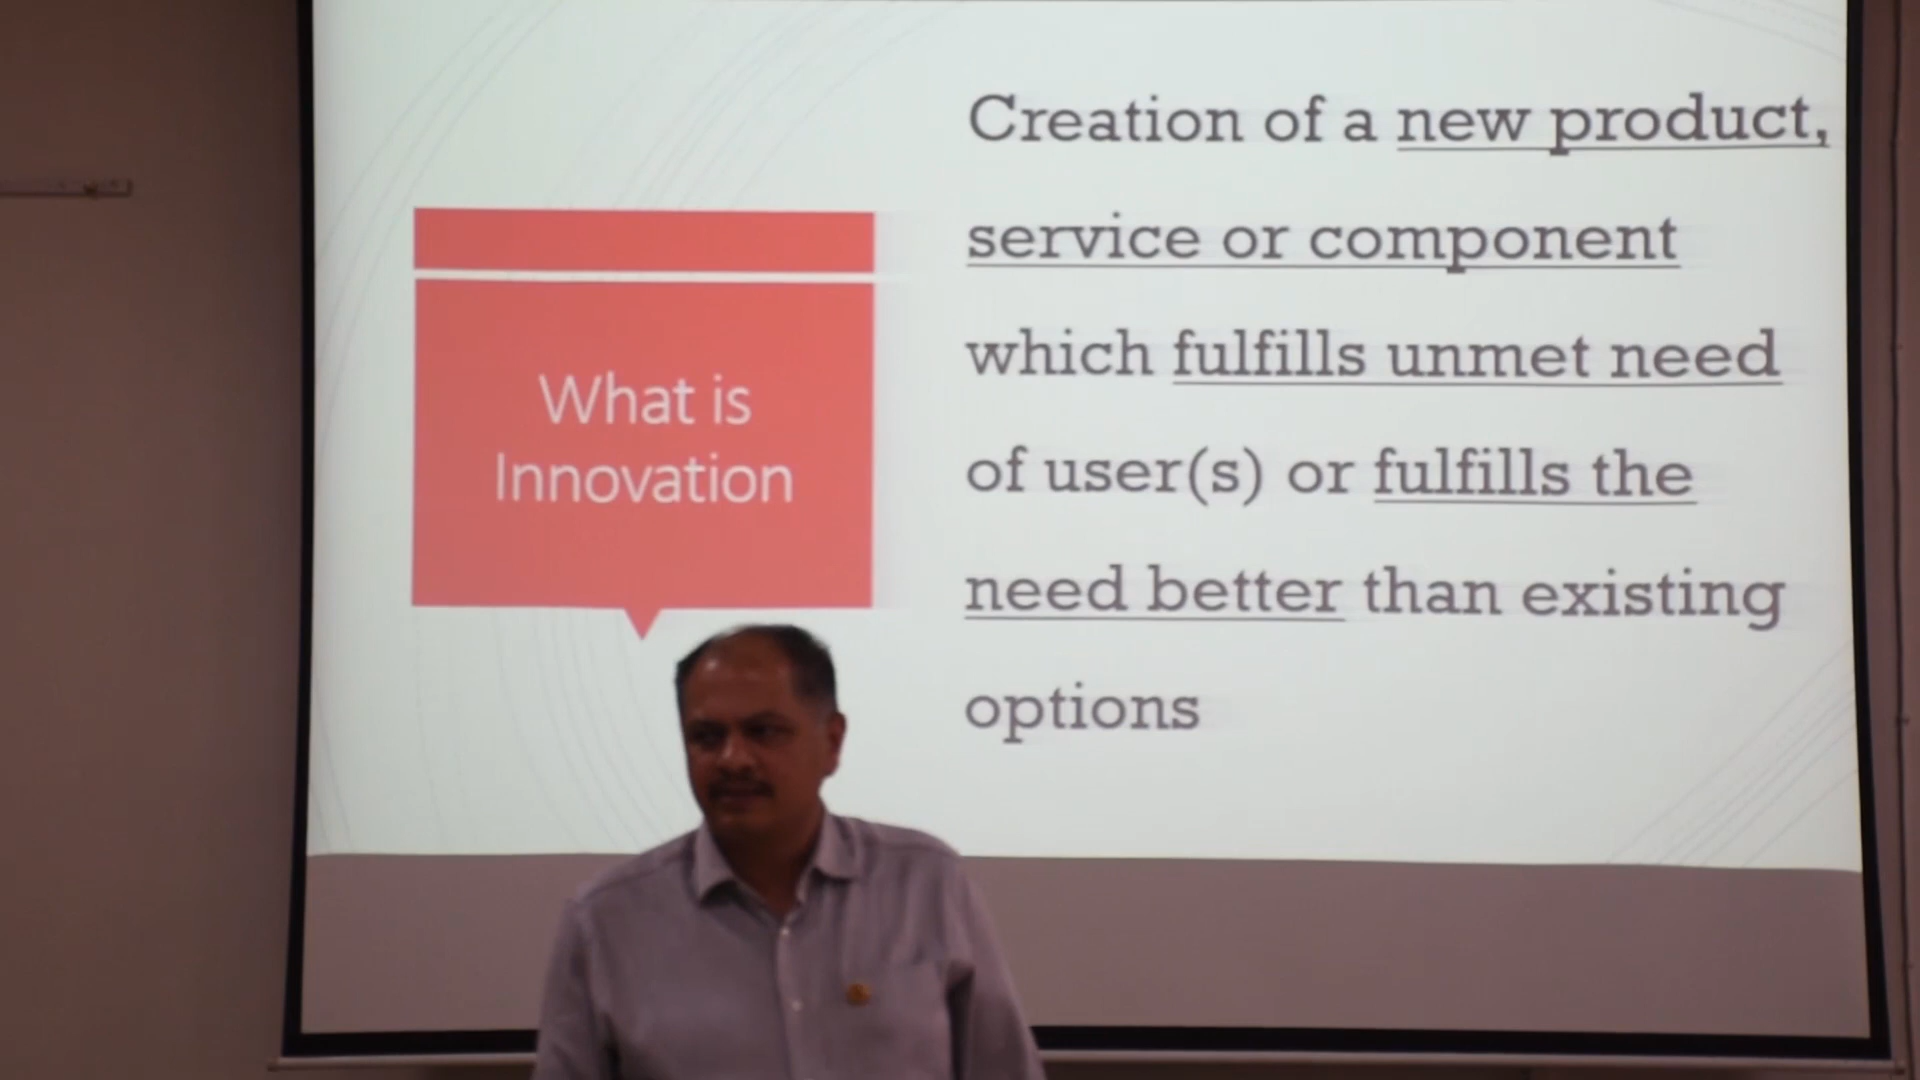 What is
Innovation
Creation of a new product,
service or component
which fulfills unmet need
of user(s) or fulfills the
need better than existing
options